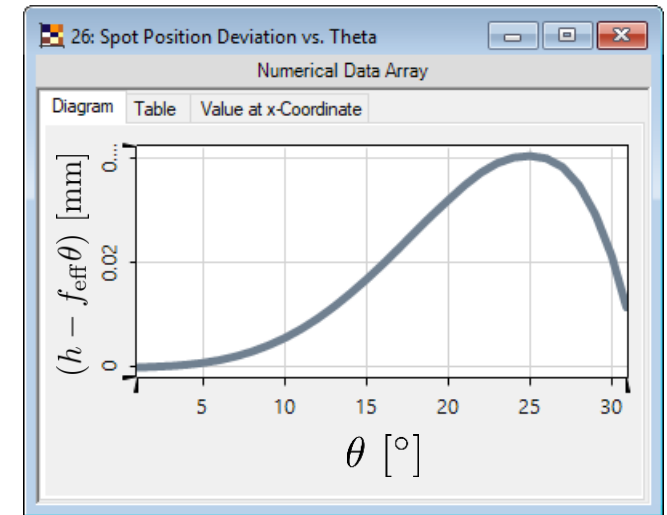 26: Spot Position Deviation vs. Theta
Numerical Data Array
Diagram Table Value at x-Coordinate
(h − f_eff θ) [mm]
0....
0.02
0
5 10 15 20 25 30
θ [°]